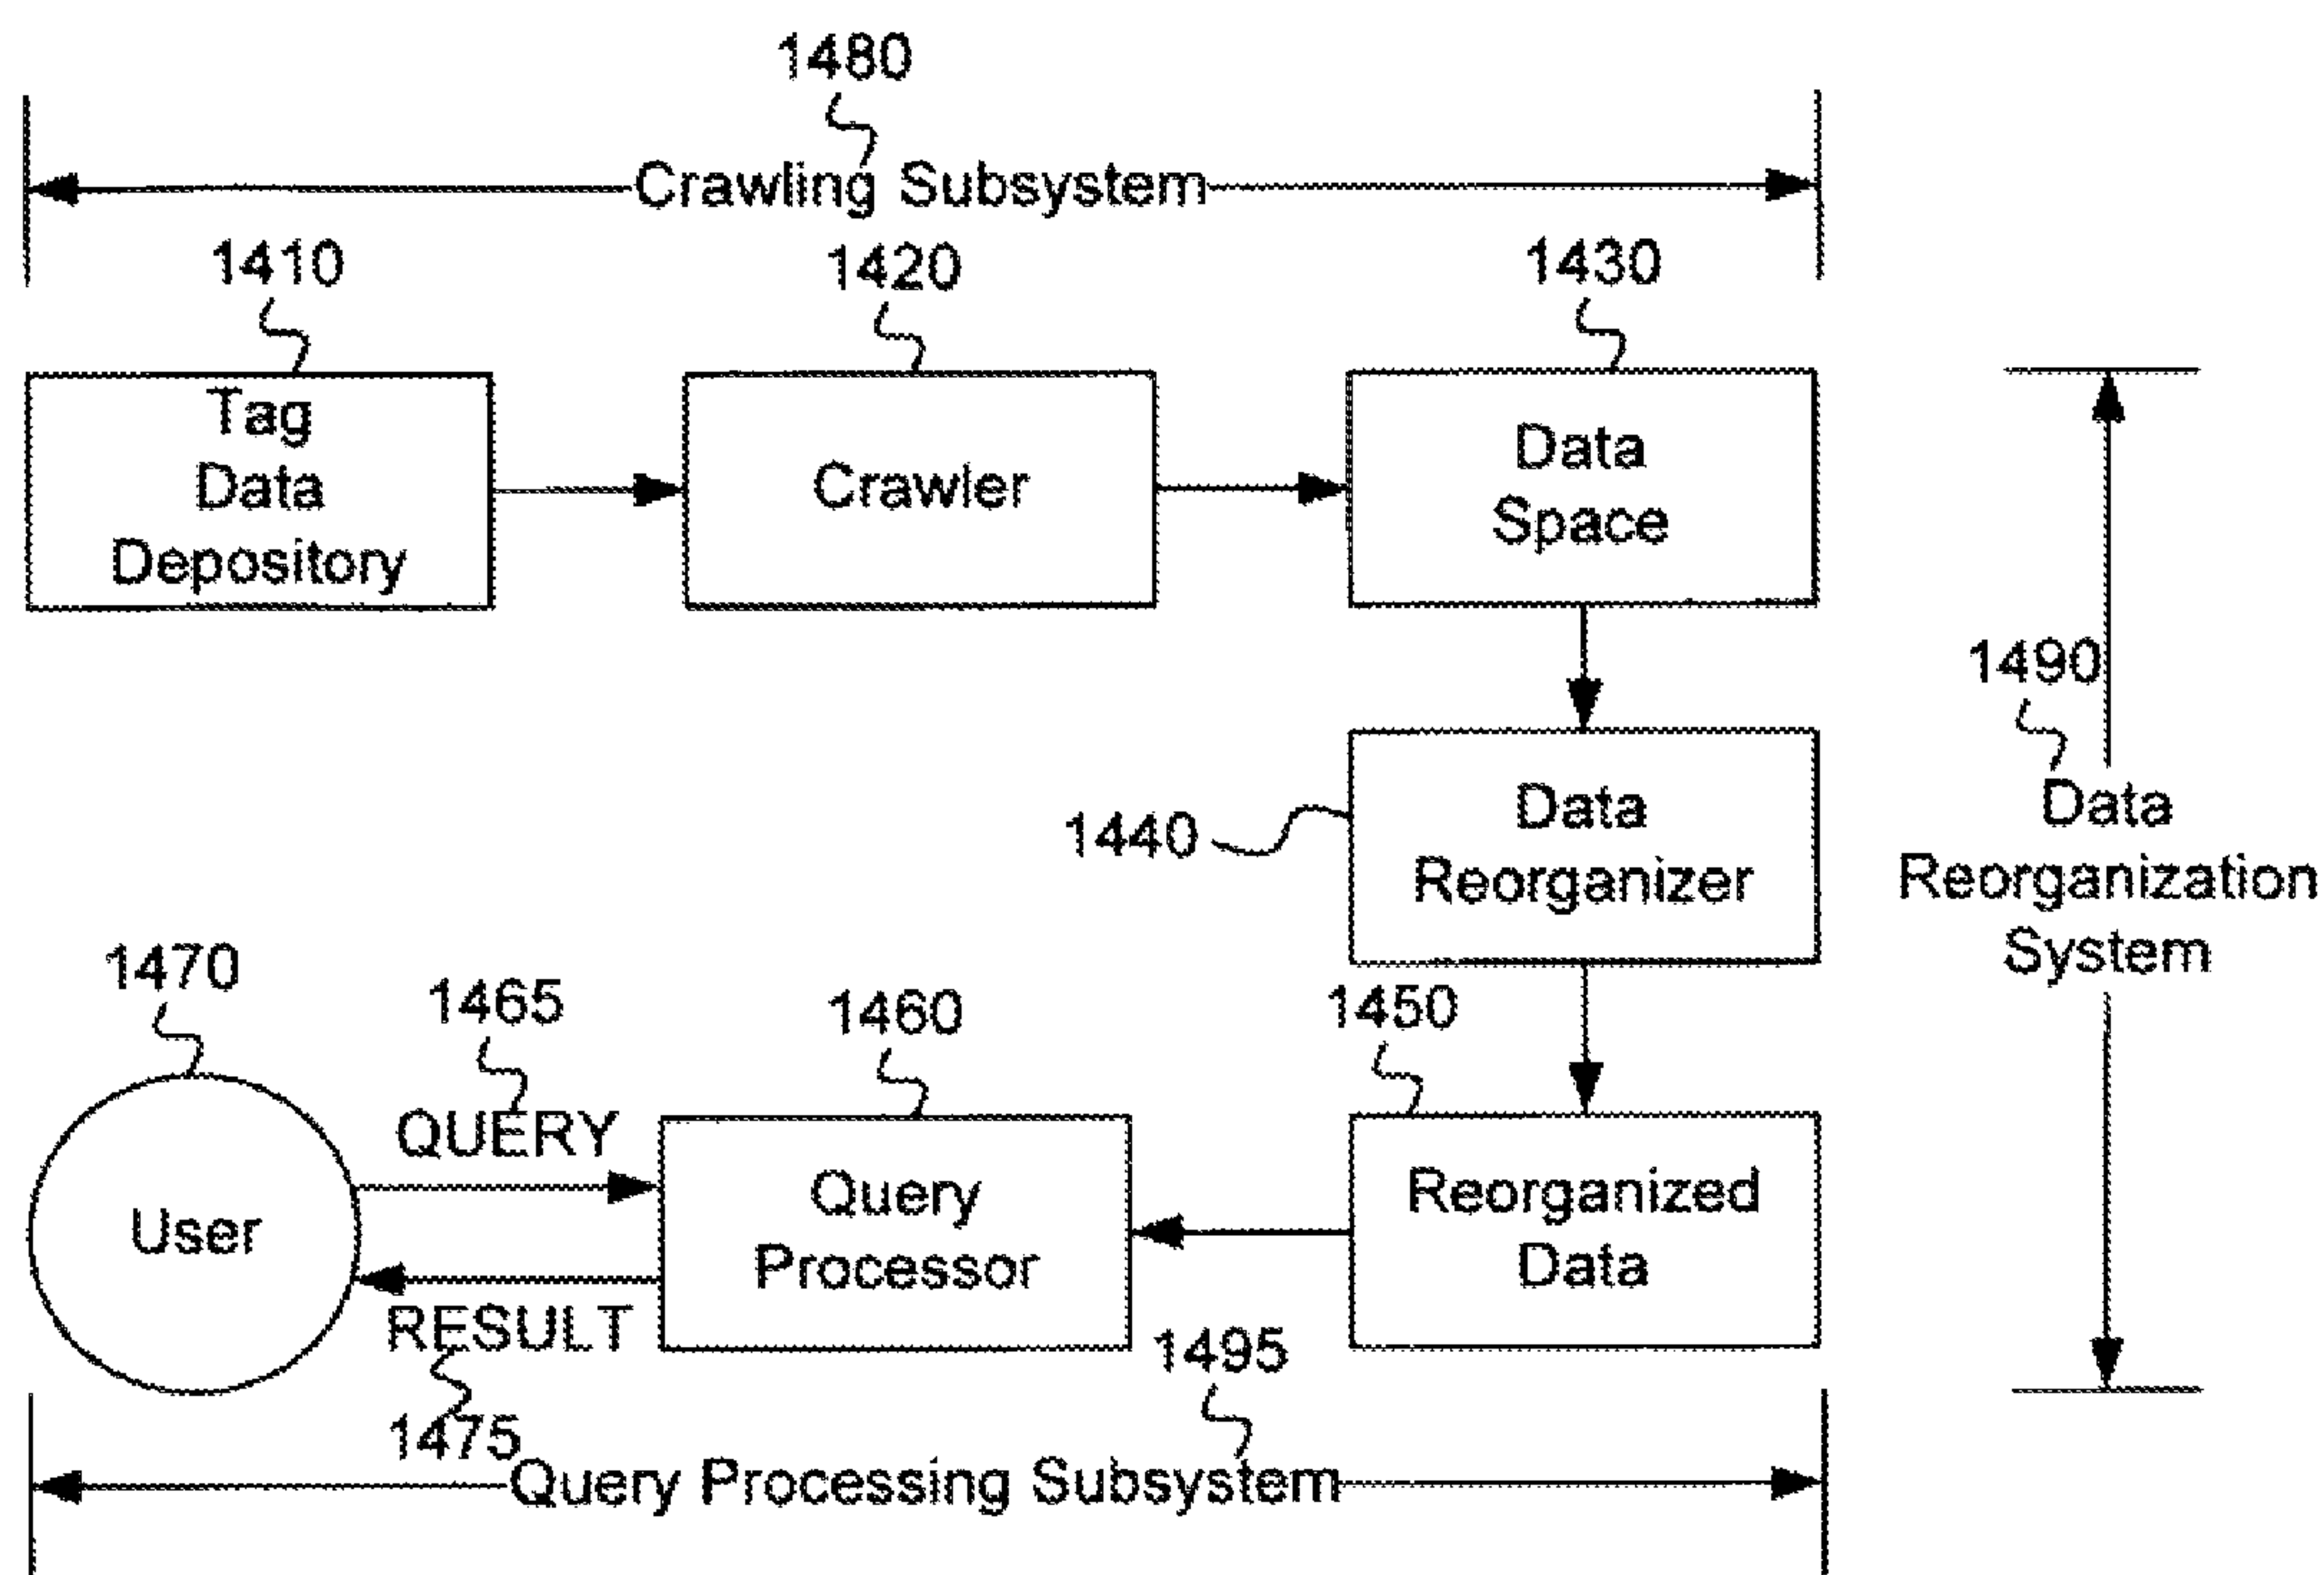 1480
Crawling Subsystem
1410
1420
1430
Tag
Data
Depository
Crawler
Data
Space
1490
Data
Reorganization
System
1440
Data
Reorganizer
1470
1465
1460
1450
QUERY
User
Query
Processor
Reorganized
Data
RESULT
1475
1495
Query Processing Subsystem